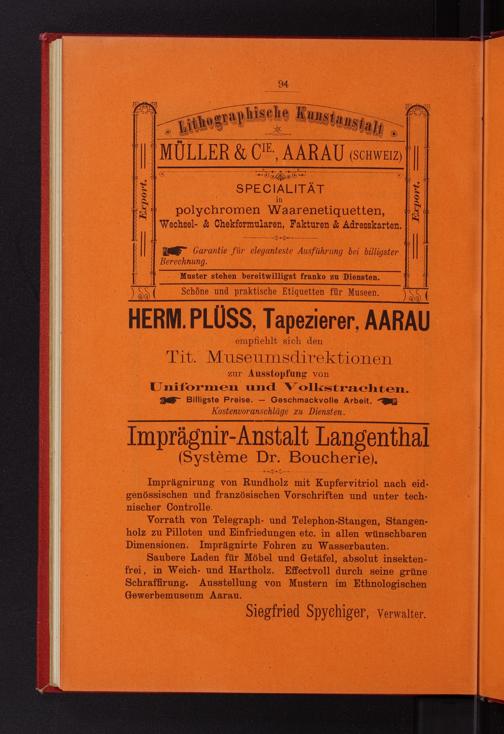 94
Lithographische Kunstanstalt
MÜLLER & CIE., AARAU (SCHWEIZ)
Export.
Export.
SPECIALITÄT
in
polychromen Waarenetiquetten,
Wechsel- & Chekformularen, Fakturen & Adresskarten.
Garantie für eleganteste Ausführung bei billigster
Berechnung.
Muster stehen bereitwilligst franko zu Diensten.
Schöne und praktische Etiquetten für Museen.
HERM. PLÜSS, Tapezierer, AARAU
empfiehlt sich den
Tit. Museumsdirektionen
zur Ausstopfung von
Uniformen und Volkstrachten.
Billigste Preise. — Geschmackvolle Arbeit.
Kostenvoranschläge zu Diensten.
Imprägnir-Anstalt Langenthal
(Système Dr. Boucherie).
Imprägnirung von Rundholz mit Kupfervitriol nach eid-
genössischen und französischen Vorschriften und unter tech-
nischer Controlle.
Vorrath von Telegraph- und Telephon-Stangen, Stangen-
holz zu Pilloten und Einfriedungen etc. in allen wünschbaren
Dimensionen. Imprägnirte Fohren zu Wasserbauten.
Saubere Laden für Möbel und Getäfel, absolut insekten-
frei, in Weich- und Hartholz. Effectvoll durch seine grüne
Schraffirung. Ausstellung von Mustern im Ethnologischen
Gewerbemuseum Aarau.
Siegfried Spychiger, Verwalter.